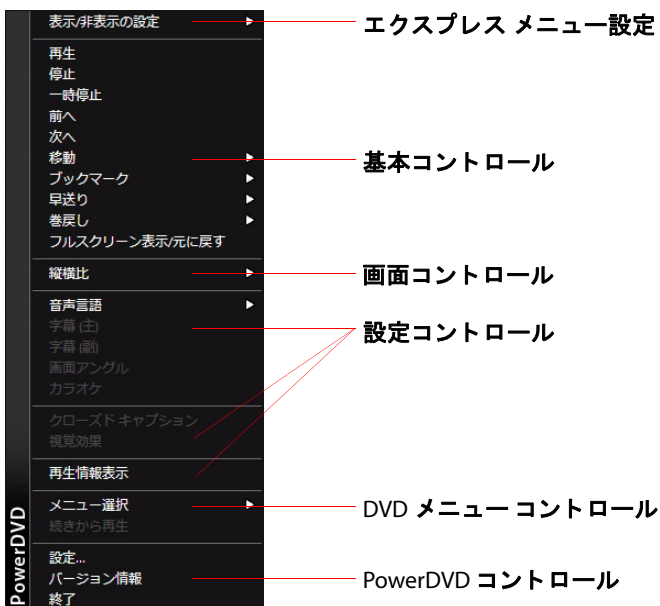 表示/非表示の設定
再生
停止
一時停止
前へ
次へ
移動
ブックマーク
早送り
巻戻し
フルスクリーン表示/元に戻す
縦横比
音声言語
字幕 (主)
字幕 (副)
画面アングル
カラオケ
クローズド キャプション
視覚効果
再生情報表示
メニュー選択
続きから再生
設定...
バージョン情報
終了
PowerDVD
エクスプレス メニュー設定
基本コントロール
画面コントロール
設定コントロール
DVD メニュー コントロール
PowerDVD コントロール